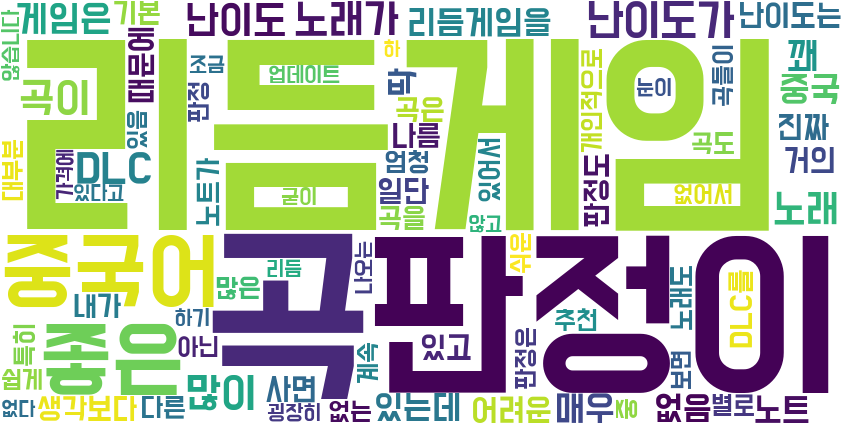 않습니다
게임은
기본
난이도
노래가
리듬게임을
난이도가
난이도는
리듬게임
곡이
때문에
조금
판정
업데이트
하
딱
곡은
나름
엄청
개인적으로
눈이
곡들이
꽤
중국
진짜
거의
대부분
가격에
DLC
있음
있다고
노트가
굳이
일단
곡을
않고
있어서
판정도
곡도
없어서
노래
중국어
곡
판정이
리듬
나오는
쉬운
많은
내가
하기
특히
쉽게
좋은
아닌
있고
계속
추천
판정은
노래도
보면
DLC를
없다
생각보다
다른
많이
사면
굉장히
없는
있는데
어려운
매우
중
없음
별로
노트